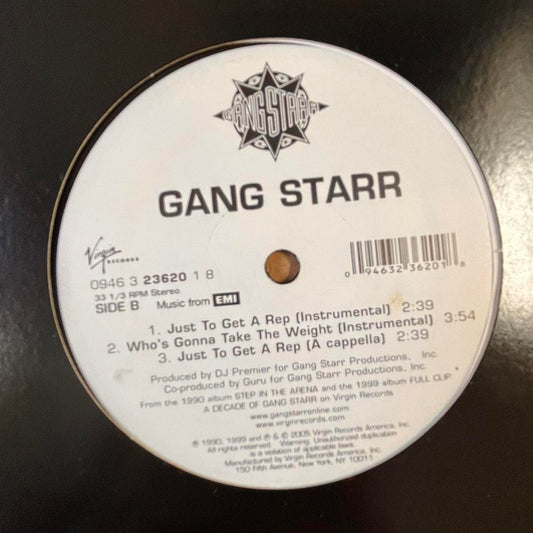 GANG STARR
GANG STARR
Virgin
RECORDS
0946 3 23620 1 8
33 1/3 RPM Stereo
SIDE B Music from EMI
0 94632 36201 8
1. Just To Get A Rep (Instrumental) 2:39
2. Who's Gonna Take The Weight (Instrumental) 3:54
3. Just To Get A Rep (A cappella) 2:39
Produced by DJ Premier for Gang Starr Productions, Inc.
Co-produced by Guru for Gang Starr Productions, Inc.
From the 1990 album STEP IN THE ARENA and the 1999 album FULL CLIP:
A DECADE OF GANG STARR on Virgin Records
www.gangstarronline.com
www.virginrecords.com
℗ 1990, 1999 and ℗ & © 2005 Virgin Records America, Inc.
All rights reserved. Warning. Unauthorized duplication
is a violation of applicable laws.
Manufactured by Virgin Records America, Inc.
150 Fifth Avenue, New York, NY 10011